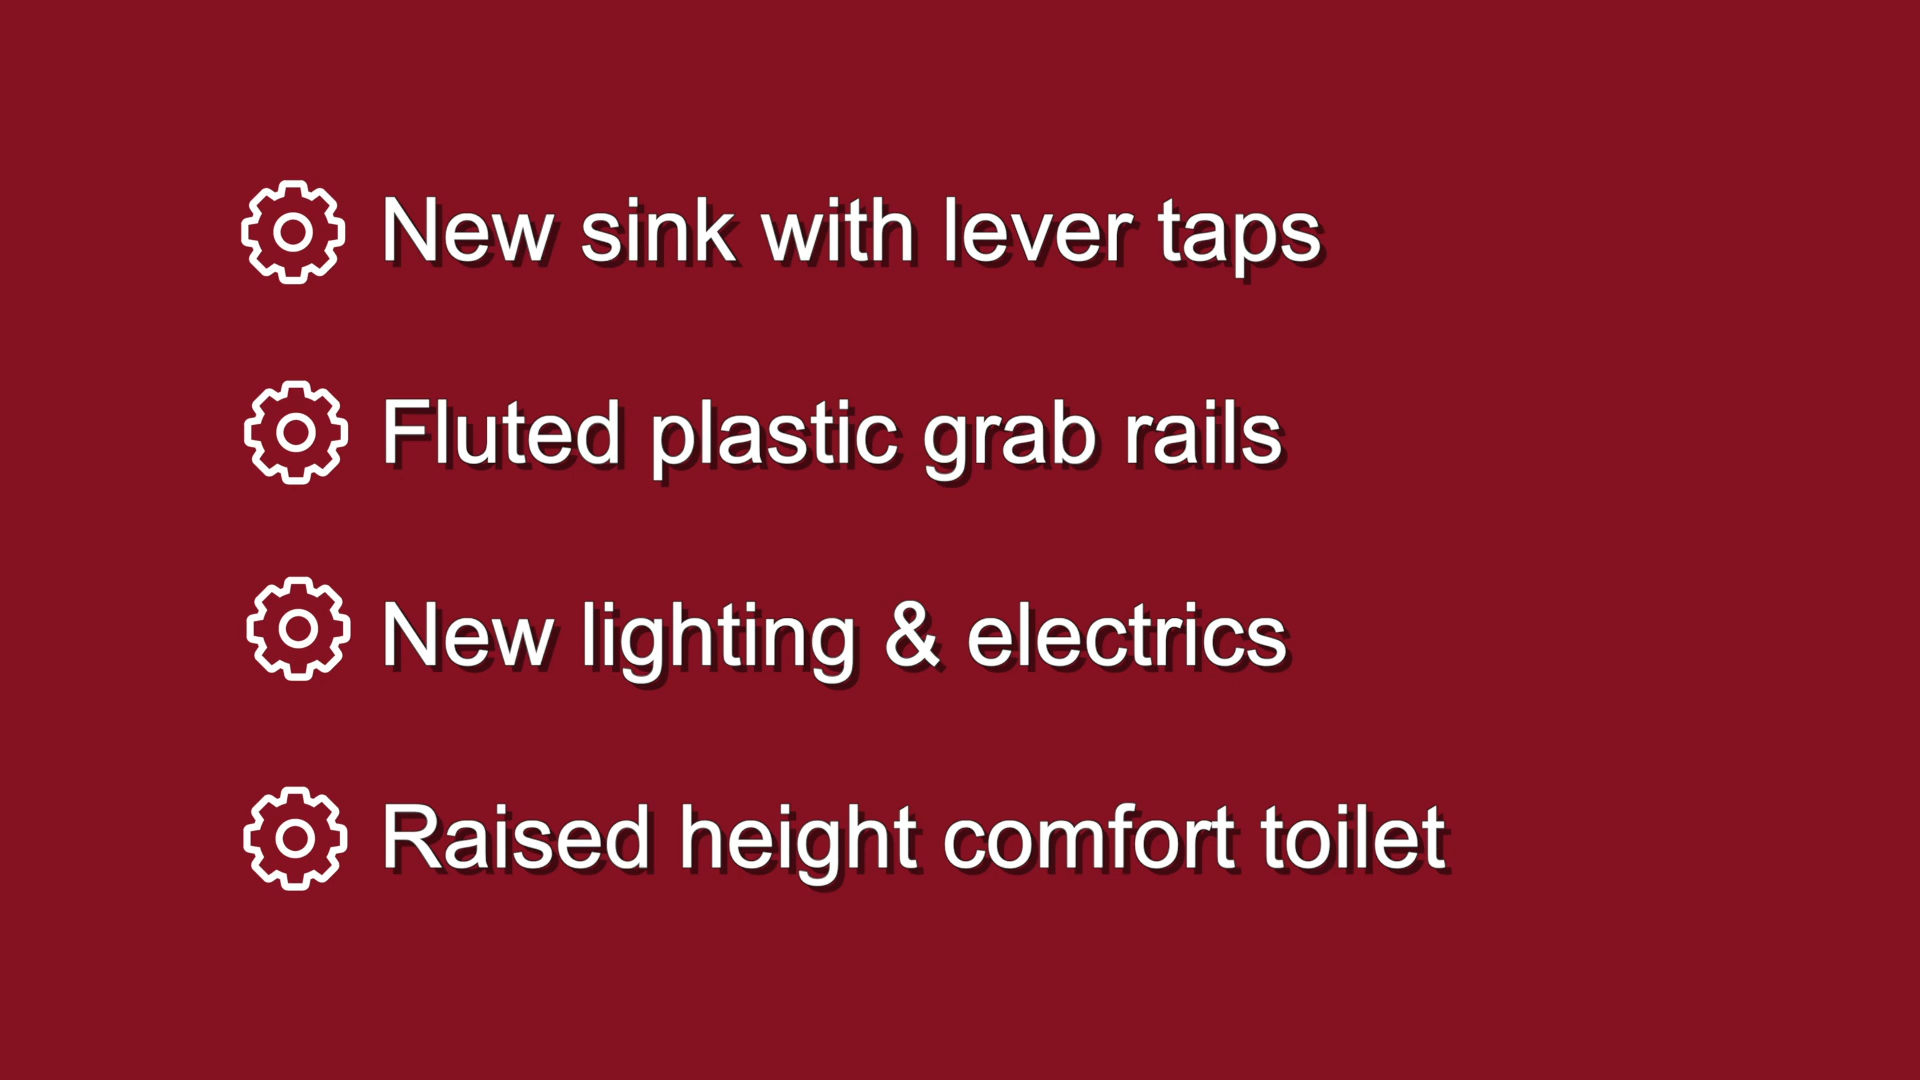 New sink with lever taps
Fluted plastic grab rails
New lighting & electrics
Raised height comfort toilet